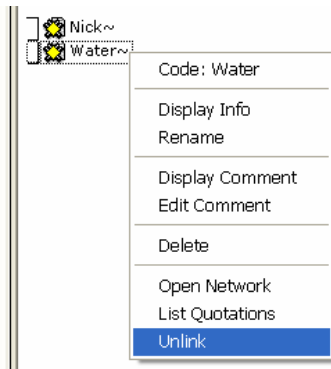 Nick~
Water~
Code: Water
Display Info
Rename
Display Comment
Edit Comment
Delete
Open Network
List Quotations
Unlink